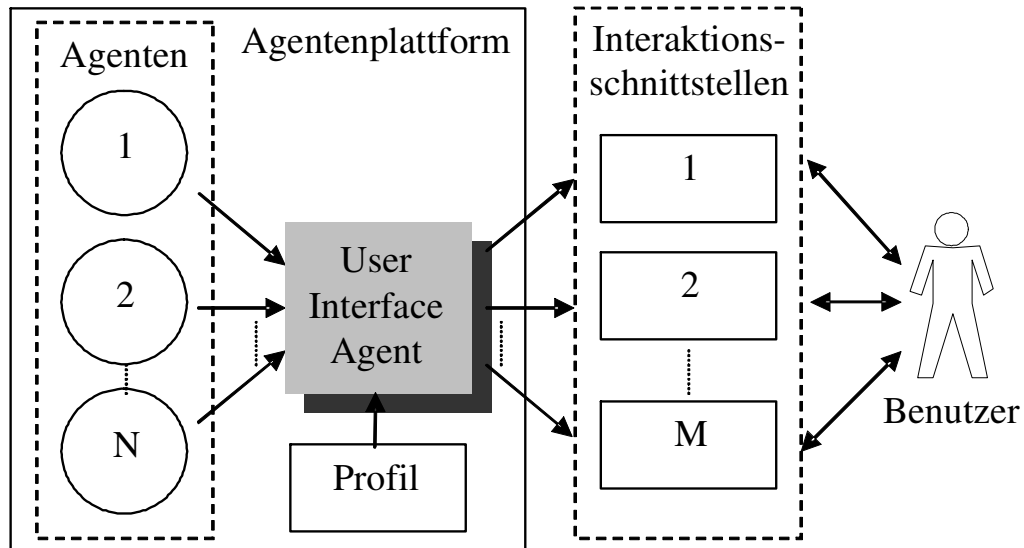 Agenten
1
2
N
Agentenplattform
User
Interface
Agent
Profil
Interaktions-
schnittstellen
1
2
M
Benutzer